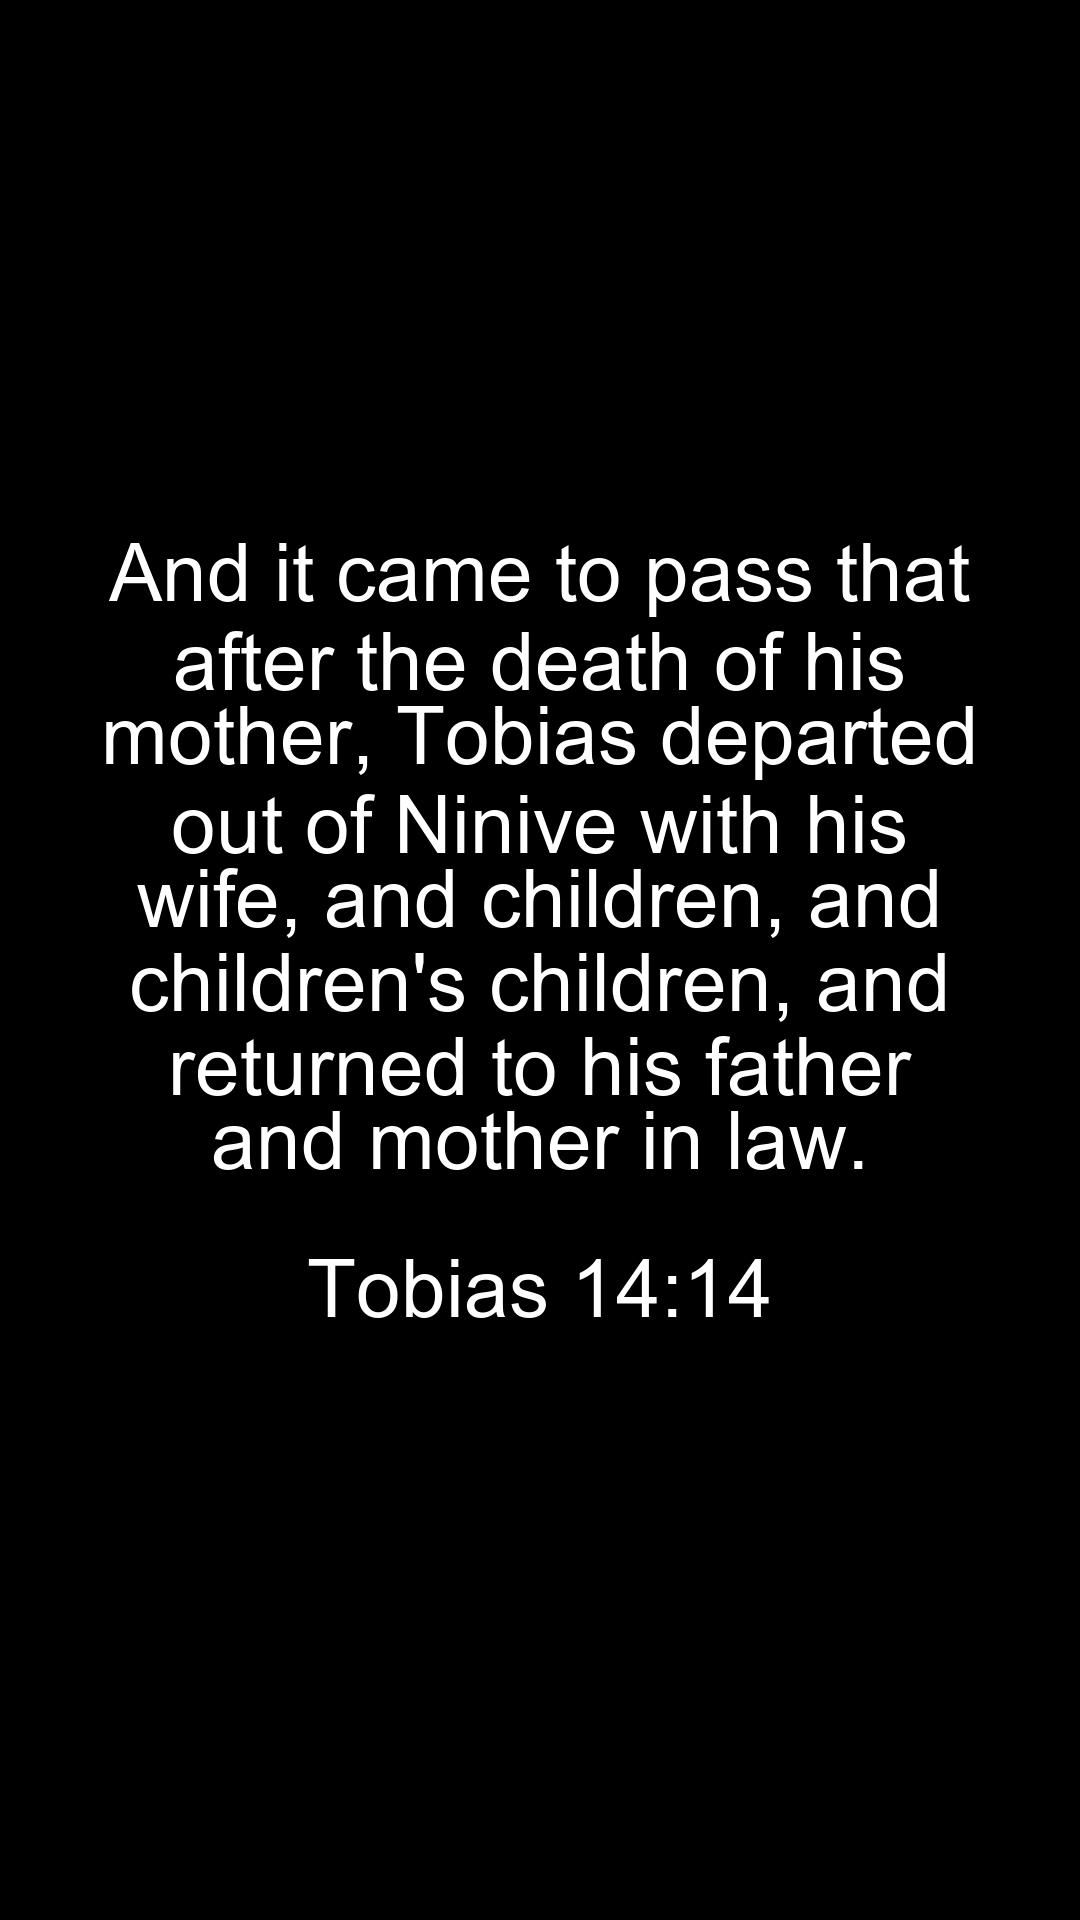 And it came to pass that
after the death of his
mother, Tobias departed
out of Ninive with his
wife, and children, and
children's children, and
returned to his father
and mother in law.
Tobias 14:14